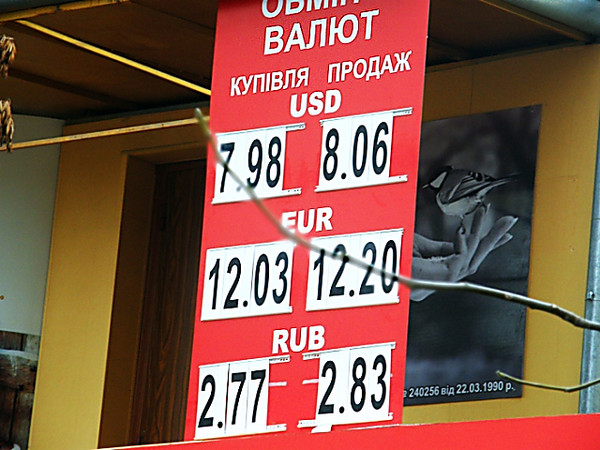 ОБМІН
ВАЛЮТ
КУПІВЛЯ ПРОДАЖ
USD
7.98 8.06
EUR
12.03 12.20
RUB
2.77 2.83
240256 від 22.03.1990 р.